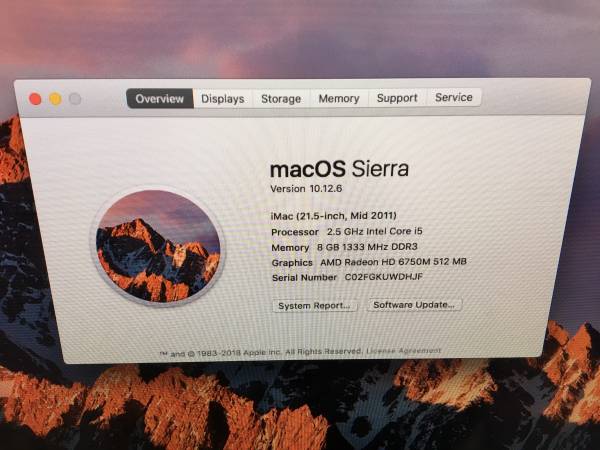 Overview Displays Storage Memory Support Service
macOS Sierra
Version 10.12.6
iMac (21.5-inch, Mid 2011)
Processor 2.5 GHz Intel Core i5
Memory 8 GB 1333 MHz DDR3
Graphics AMD Radeon HD 6750M 512 MB
Serial Number C02FGKUWDHJF
System Report... Software Update...
™ and © 1983-2018 Apple Inc. All Rights Reserved. License Agreement